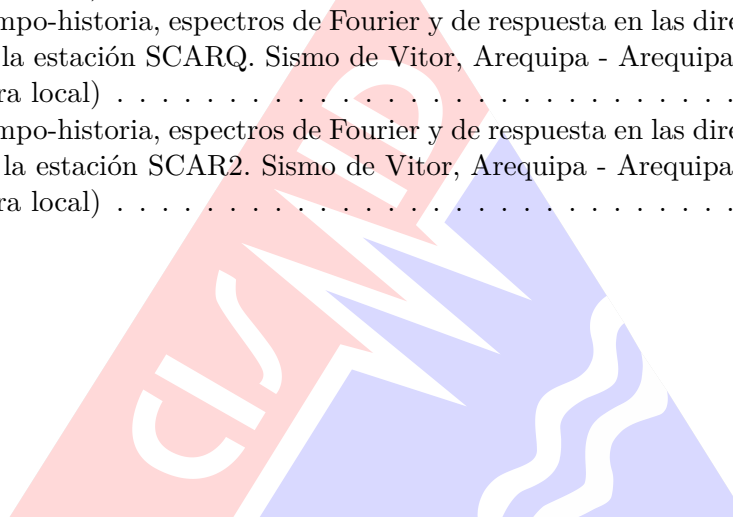 mpo-historia, espectros de Fourier y de respuesta en las dire
la estación SCARQ. Sismo de Vitor, Arequipa - Arequipa
ra local) . . . . . . . . . . . . . . . . . . . . . . . . . . . .
mpo-historia, espectros de Fourier y de respuesta en las dire
la estación SCAR2. Sismo de Vitor, Arequipa - Arequipa
ra local) . . . . . . . . . . . . . . . . . . . . . . . . . . . .
CISMID